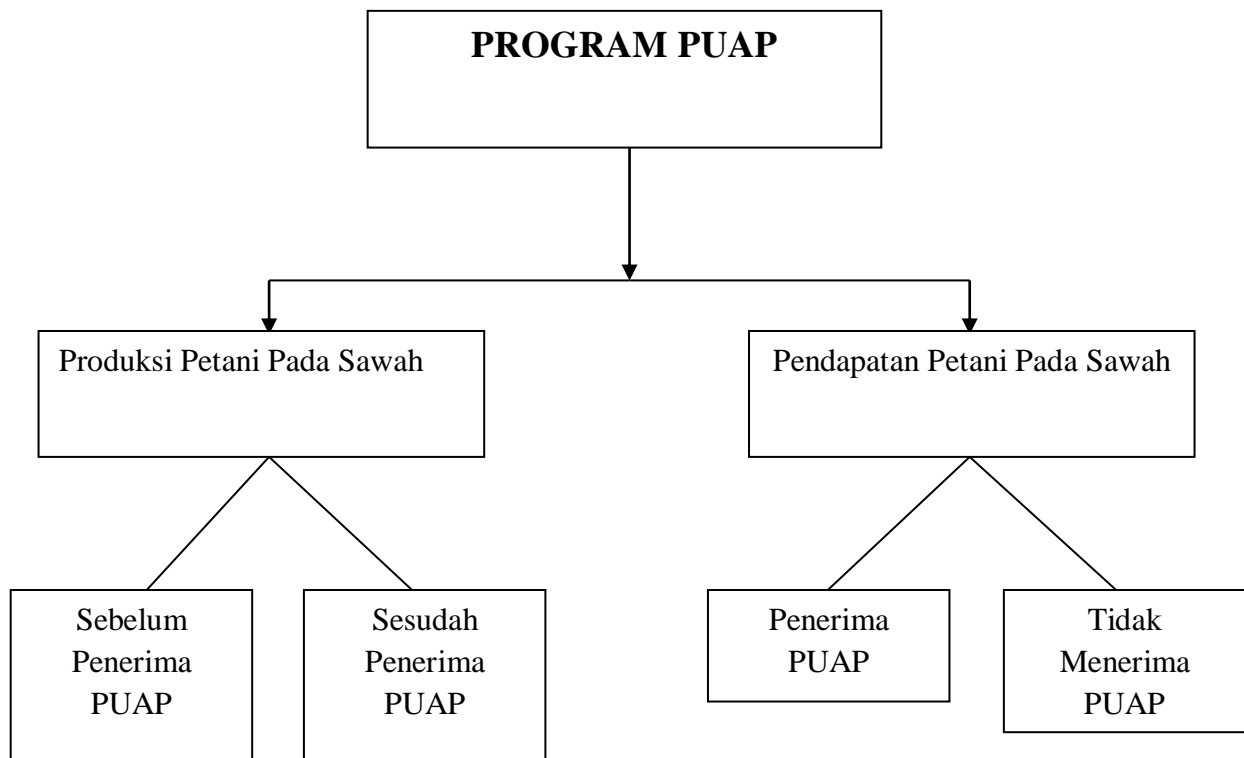 PROGRAM PUAP
Produksi Petani Pada Sawah
Pendapatan Petani Pada Sawah
Sebelum
Penerima
PUAP
Sesudah
Penerima
PUAP
Penerima
PUAP
Tidak
Menerima
PUAP